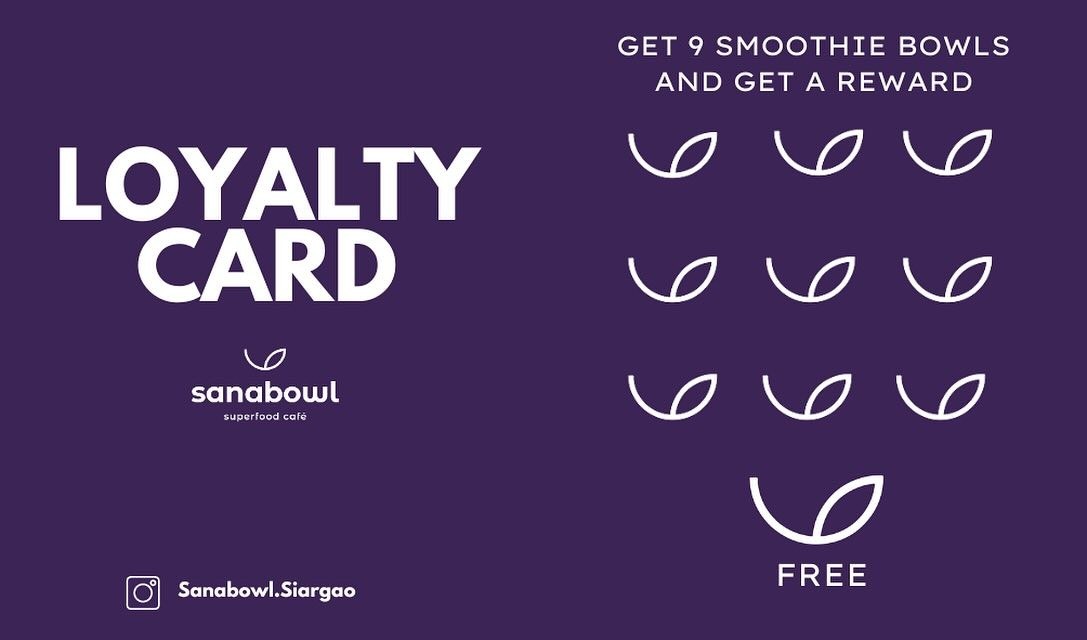 LOYALTY
CARD
sanabowl
superfood café
Sanabowl.Siargao
GET 9 SMOOTHIE BOWLS
AND GET A REWARD
FREE